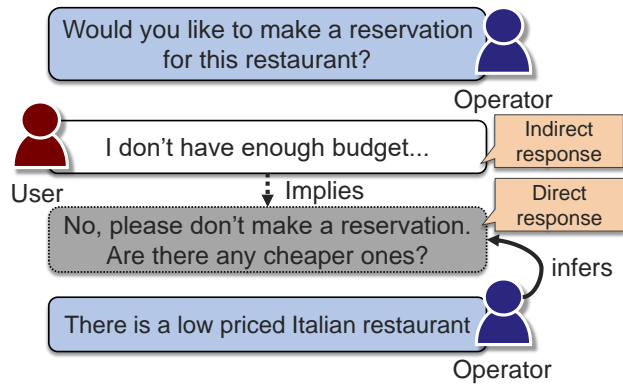 Would you like to make a reservation
for this restaurant?
Operator
I don't have enough budget...
Indirect
response
User
Implies
Direct
response
No, please don't make a reservation.
Are there any cheaper ones?
infers
There is a low priced Italian restaurant
Operator